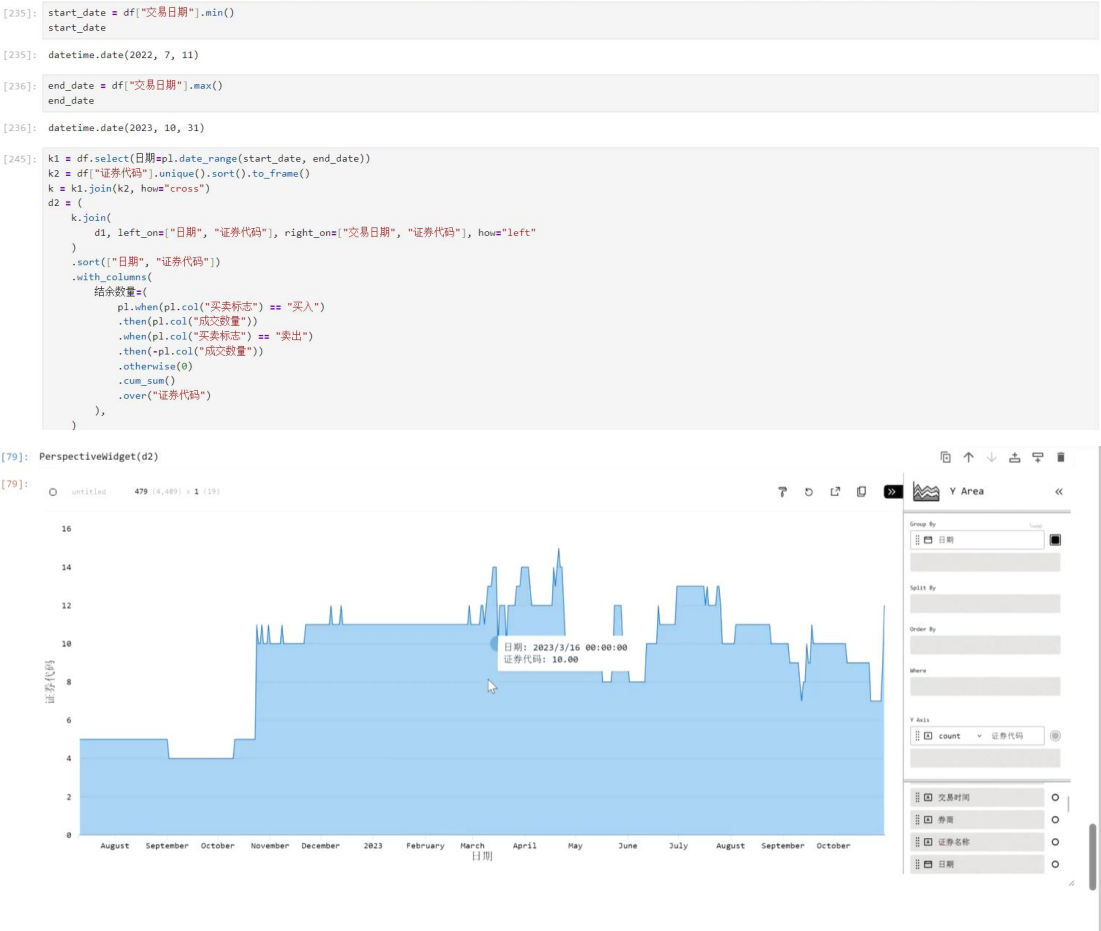 [235]: start_date = df["交易日期"].min()
start_date
[235]: datetime.date(2022, 7, 11)
[236]: end_date = df["交易日期"].max()
end_date
[236]: datetime.date(2023, 10, 31)
[245]: k1 = df.select(日期=pl.date_range(start_date, end_date))
k2 = df["证券代码"].unique().sort().to_frame()
k = k1.join(k2, how="cross")
d2 = (
k.join(
d1, left_on=["日期", "证券代码"], right_on=["交易日期", "证券代码"], how="left"
)
.sort(["日期", "证券代码"])
.with_columns(
结余数量=(
pl.when(pl.col("买卖标志") == "买入")
.then(pl.col("成交数量"))
.when(pl.col("买卖标志") == "卖出")
.then(-pl.col("成交数量"))
.otherwise(0)
.cum_sum()
.over("证券代码")
),
)
[79]: PerspectiveWidget(d2)
[79]:
untitled 479 (4,489) x 1 (19)
Y Area
Group By
日期
Split By
Order By
Where
Y Axis
count 证券代码
交易时间
券商
证券名称
日期
16
14
12
10
8
6
4
2
0
证券代码
日期: 2023/3/16 00:00:00
证券代码: 10.00
August September October November December 2023 February March April May June July August September October
日期